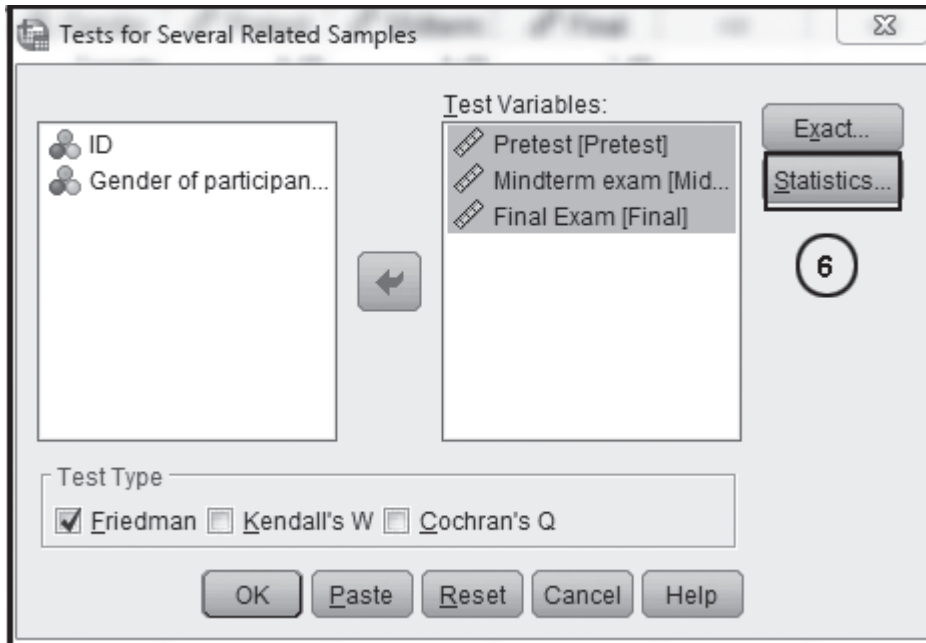 Tests for Several Related Samples
Test Variables:
ID
Gender of participan...
Pretest [Pretest]
Mindterm exam [Mid...
Final Exam [Final]
Exact...
Statistics...
6
Test Type
Friedman Kendall's W Cochran's Q
OK Paste Reset Cancel Help